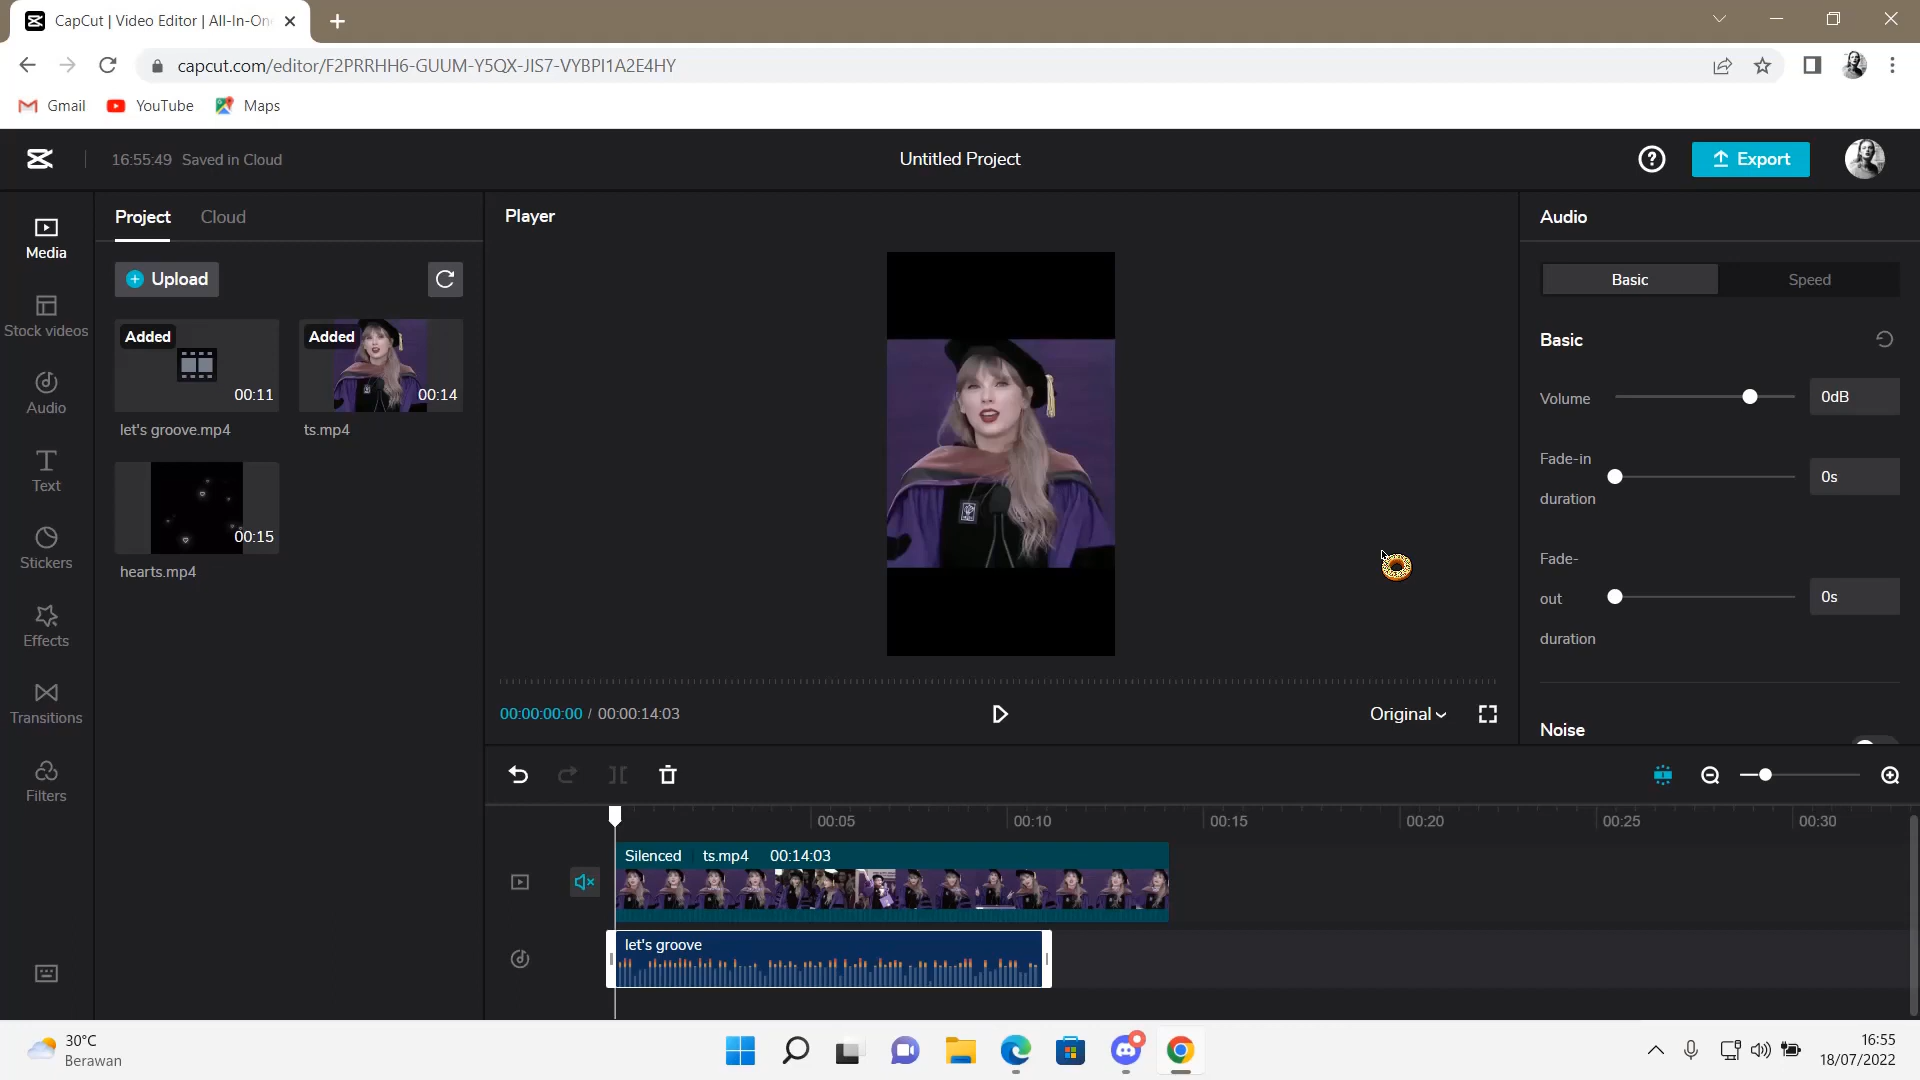 CapCut | Video Editor | All-In-On
capcut.com/editor/F2PRRHH6-GUUM-Y5QX-JIS7-VYBPI1A2E4HY
Gmail YouTube Maps
16:55:49 Saved in Cloud
Untitled Project
Export
Media
Stock videos
Audio
Text
Stickers
Effects
Transitions
Filters
Project Cloud
Upload
Added
00:11
let's groove.mp4
Added
00:14
ts.mp4
00:15
hearts.mp4
Player
00:00:00:00 / 00:00:14:03
Original
Audio
Basic Speed
Basic
Volume 0dB
Fade-in
duration
0s
Fade-
out
duration
0s
Noise
00:05 00:10 00:15 00:20 00:25 00:30
Silenced ts.mp4 00:14:03
let's groove
30°C
Berawan
16:55
18/07/2022